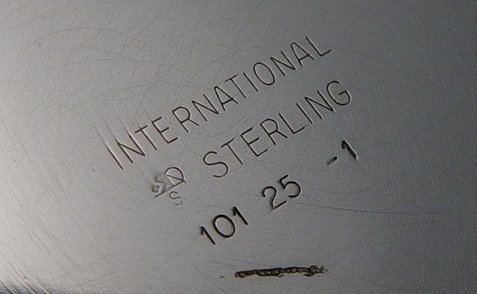 INTERNATIONAL
STERLING
101 25 -1